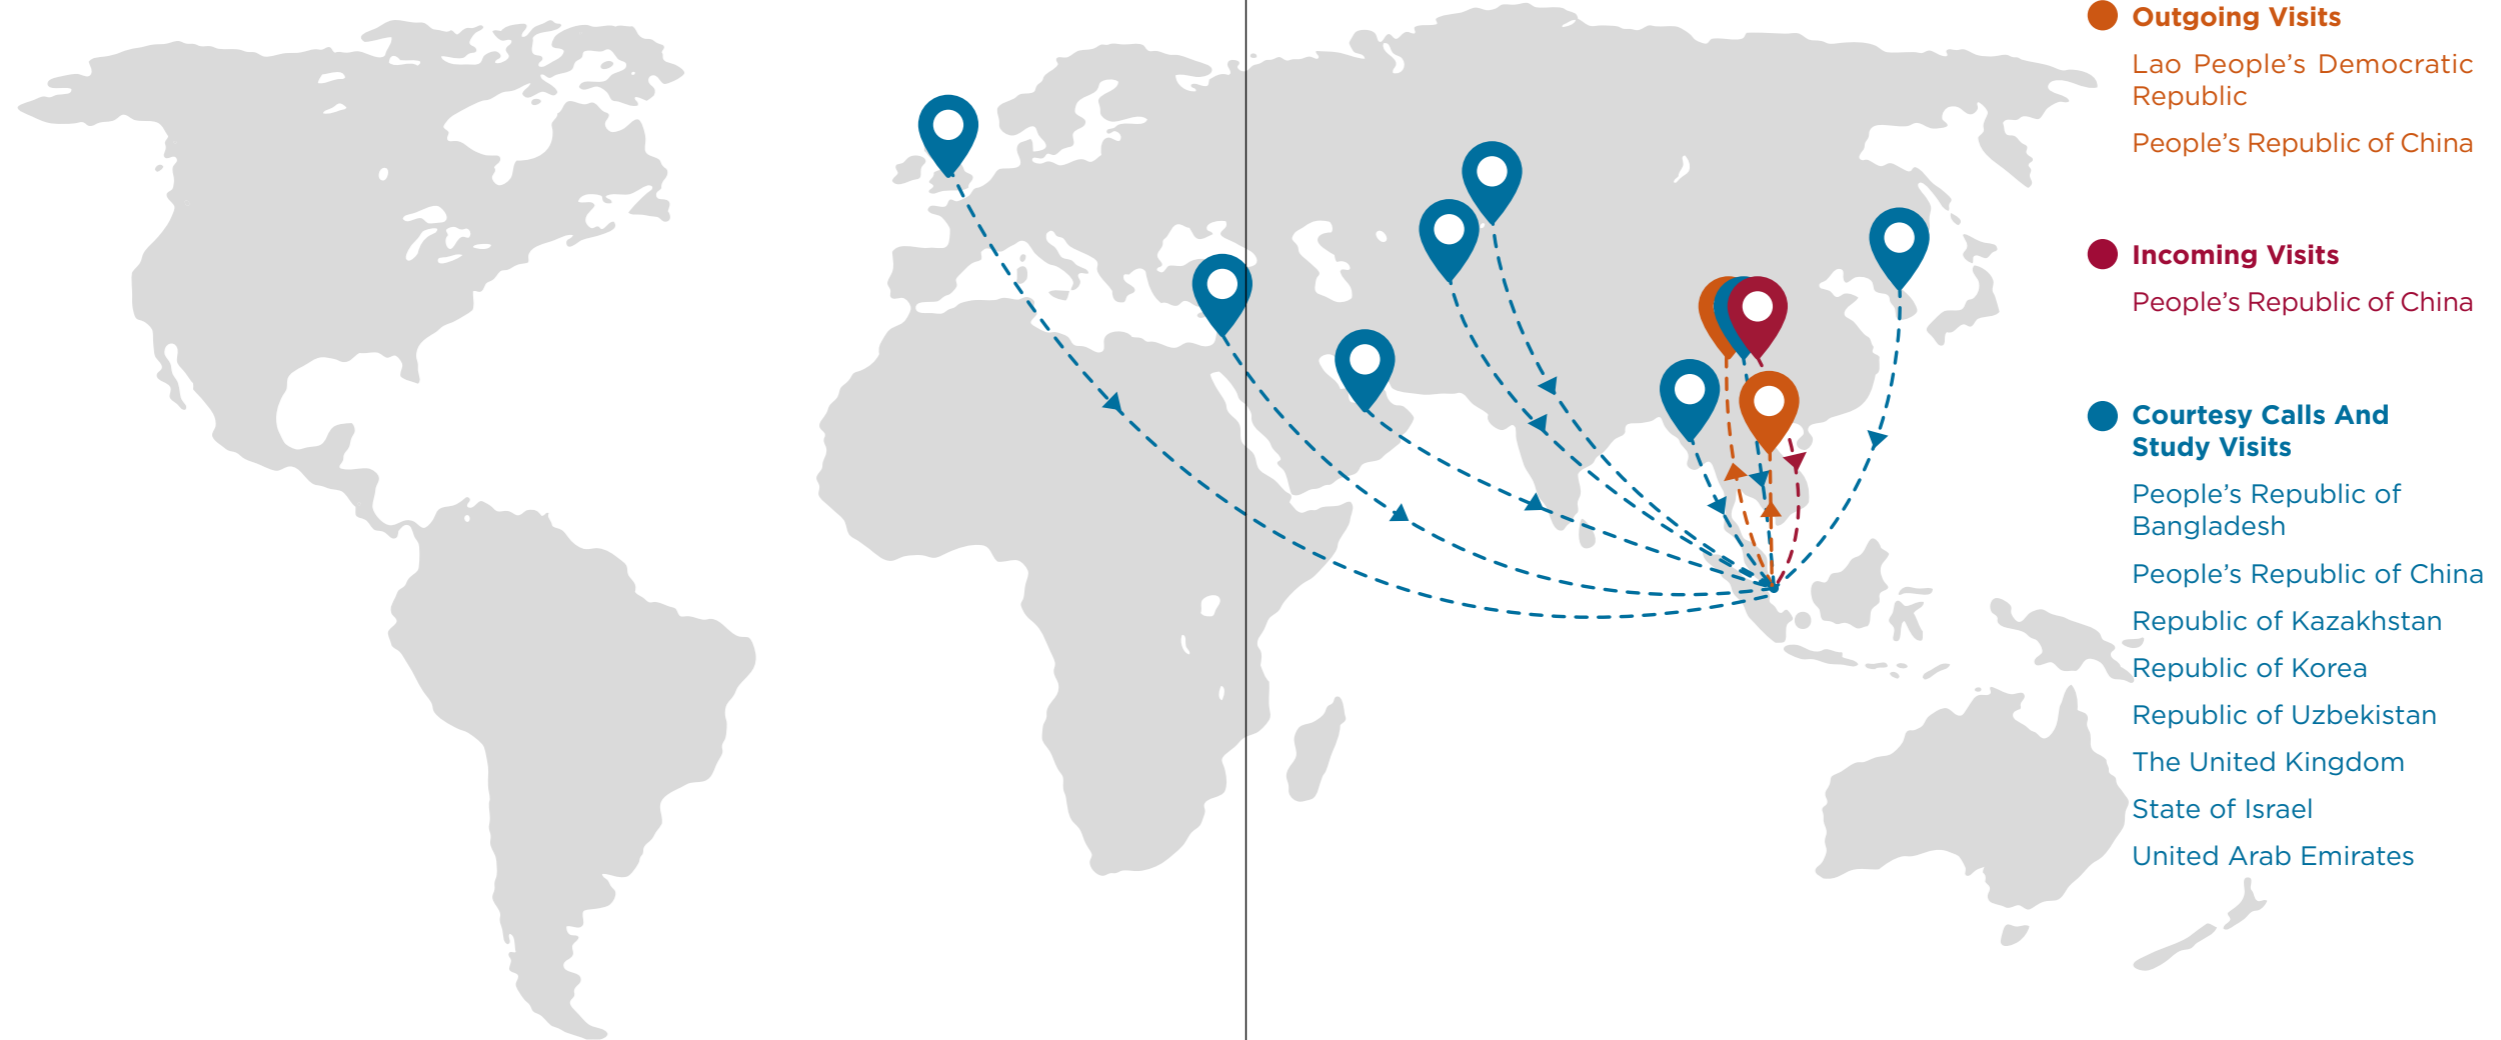 Outgoing Visits
Lao People’s Democratic
Republic
People’s Republic of China
Incoming Visits
People’s Republic of China
Courtesy Calls And
Study Visits
People’s Republic of
Bangladesh
People’s Republic of China
Republic of Kazakhstan
Republic of Korea
Republic of Uzbekistan
The United Kingdom
State of Israel
United Arab Emirates